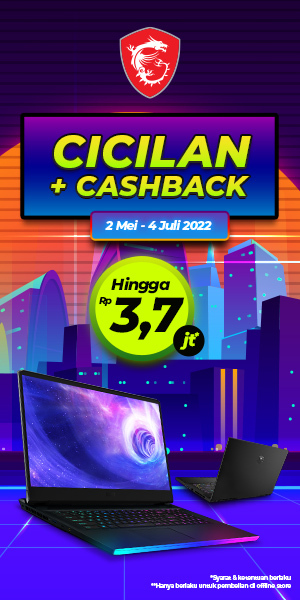 CICILAN
+ CASHBACK
2 Mei - 4 Juli 2022
Hingga
Rp 3,7 jt*
*Syarat & ketentuan berlaku
**Hanya berlaku untuk pembelian di offline store